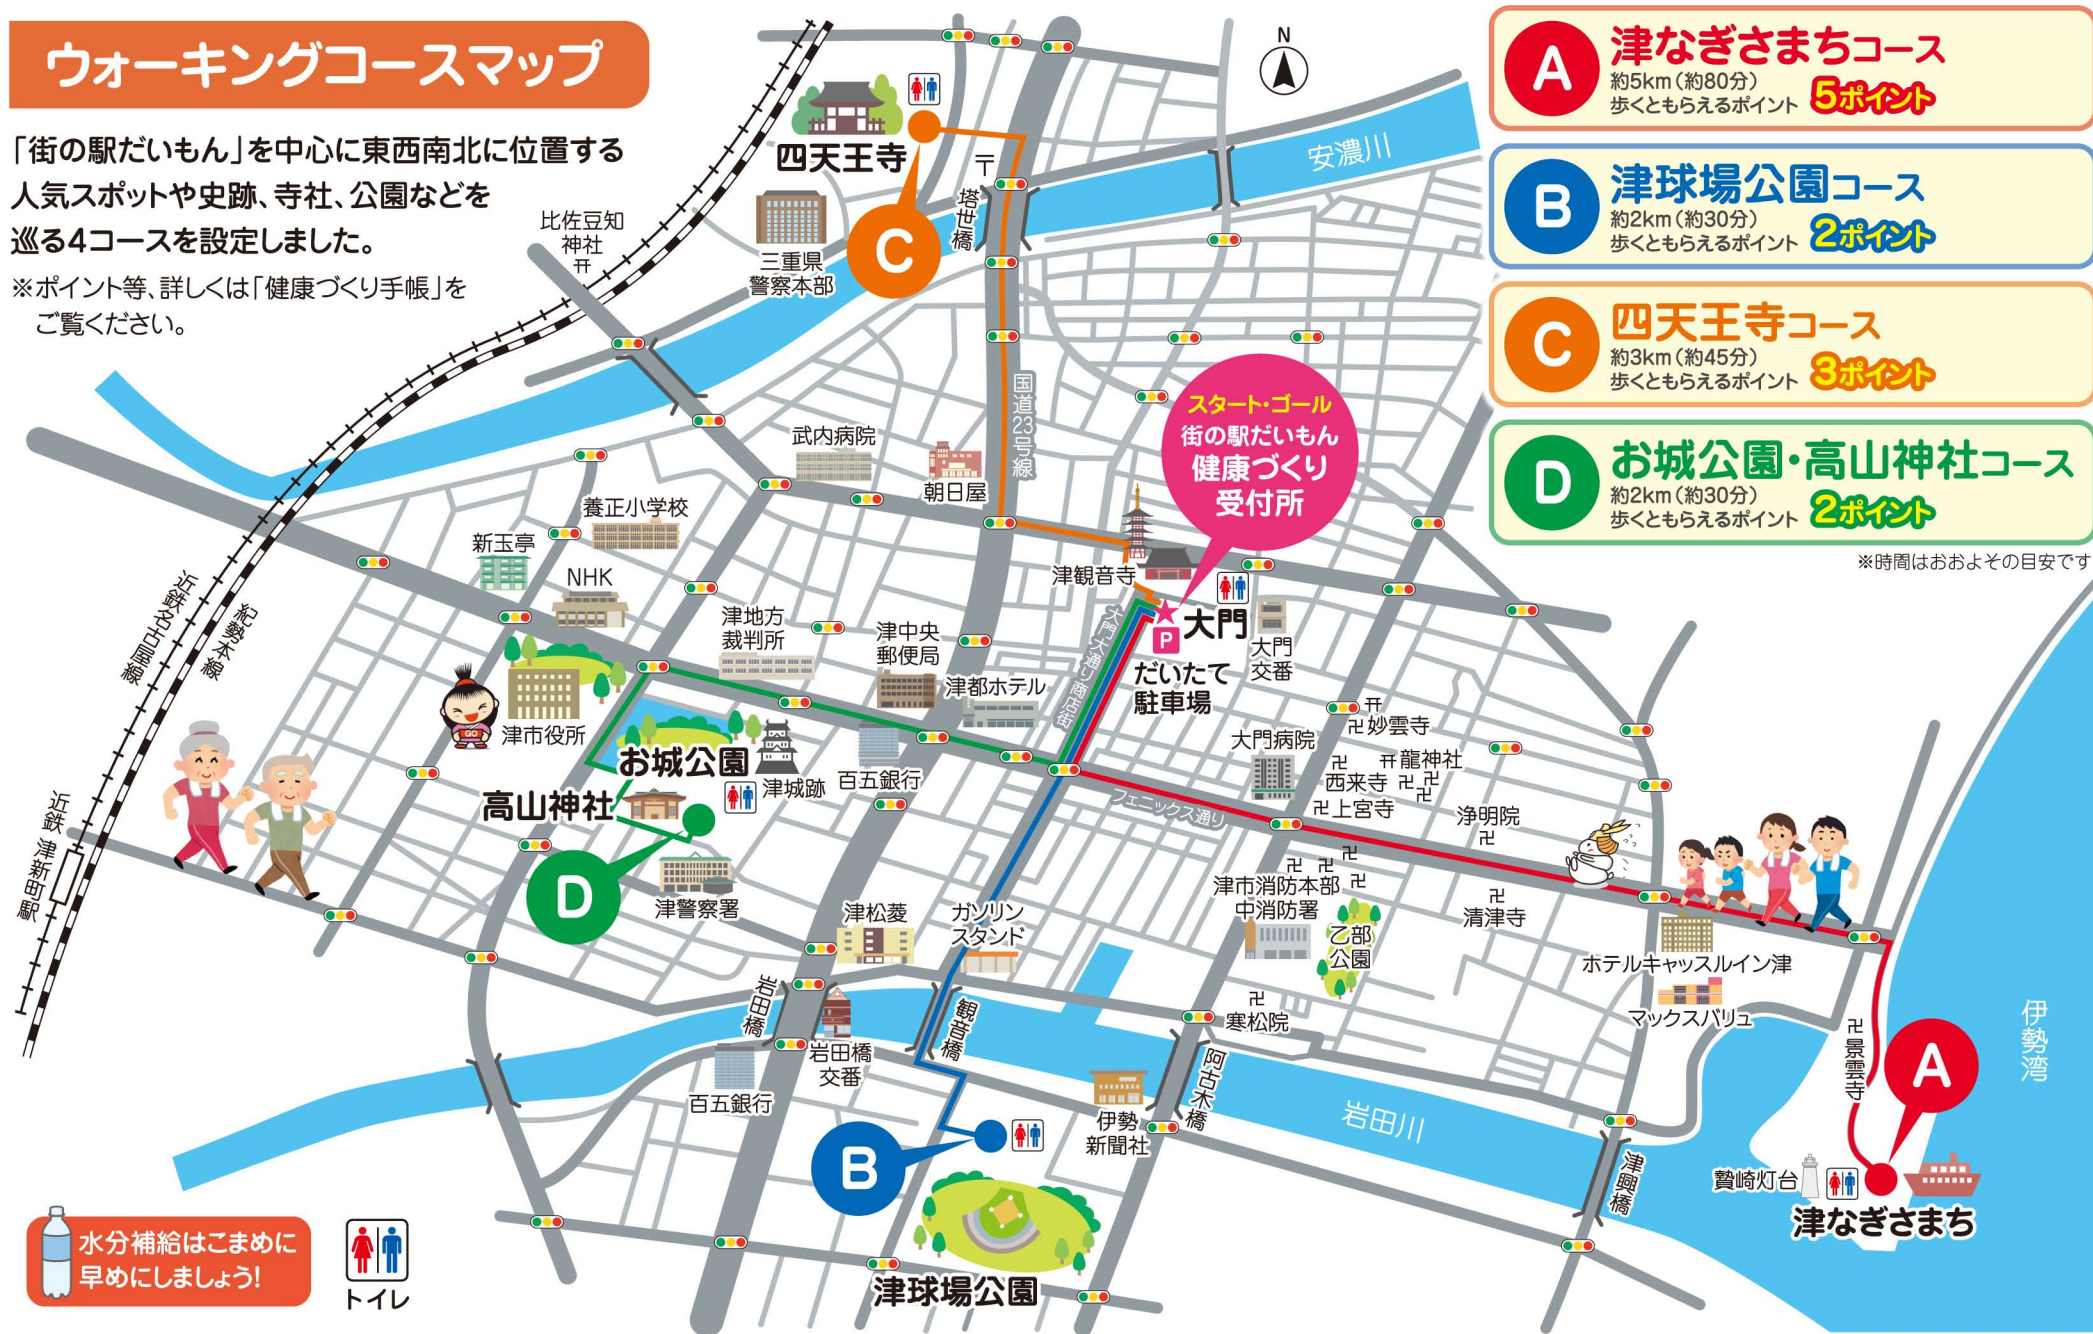 ウォーキングコースマップ
「街の駅だいもん」を中心に東西南北に位置する
人気スポットや史跡、寺社、公園などを
巡る4コースを設定しました。
※ポイント等、詳しくは「健康づくり手帳」を
ご覧ください。
A
津なぎさまちコース
約5km(約80分)
歩くともらえるポイント 5ポイント
B
津球場公園コース
約2km(約30分)
歩くともらえるポイント 2ポイント
C
四天王寺コース
約3km(約45分)
歩くともらえるポイント 3ポイント
D
お城公園・高山神社コース
約2km(約30分)
歩くともらえるポイント 2ポイント
※時間はおおよその目安です
N
四天王寺
〒
塔世橋
安濃川
比佐豆知
神社
三重県
警察本部
C
国道23号線
スタート・ゴール
街の駅だいもん
健康づくり
受付所
武内病院
朝日屋
養正小学校
新玉亭
NHK
津観音寺
大門
P
だいたて
駐車場
大門
交番
大門大通り商店街
津地方
裁判所
津中央
郵便局
津都ホテル
近鉄名古屋線
紀勢本線
GO
津市役所
お城公園
津城跡
百五銀行
高山神社
D
津警察署
近鉄 津新町駅
フェニックス通り
大門病院
卍妙雲寺
龍神社
卍
西来寺
卍
卍
卍
卍上宮寺
浄明院
卍
卍
卍
卍
卍
津市消防本部
中消防署
乙部
公園
卍
清津寺
ホテルキャッスルイン津
マックスバリュ
津松菱
ガソリン
スタンド
岩田橋
岩田橋
交番
観音橋
百五銀行
卍
寒松院
阿古木橋
伊勢
新聞社
岩田川
津興橋
卍景雲寺
伊勢湾
A
贄崎灯台
津なぎさまち
B
津球場公園
水分補給はこまめに
早めにしましょう!
トイレ